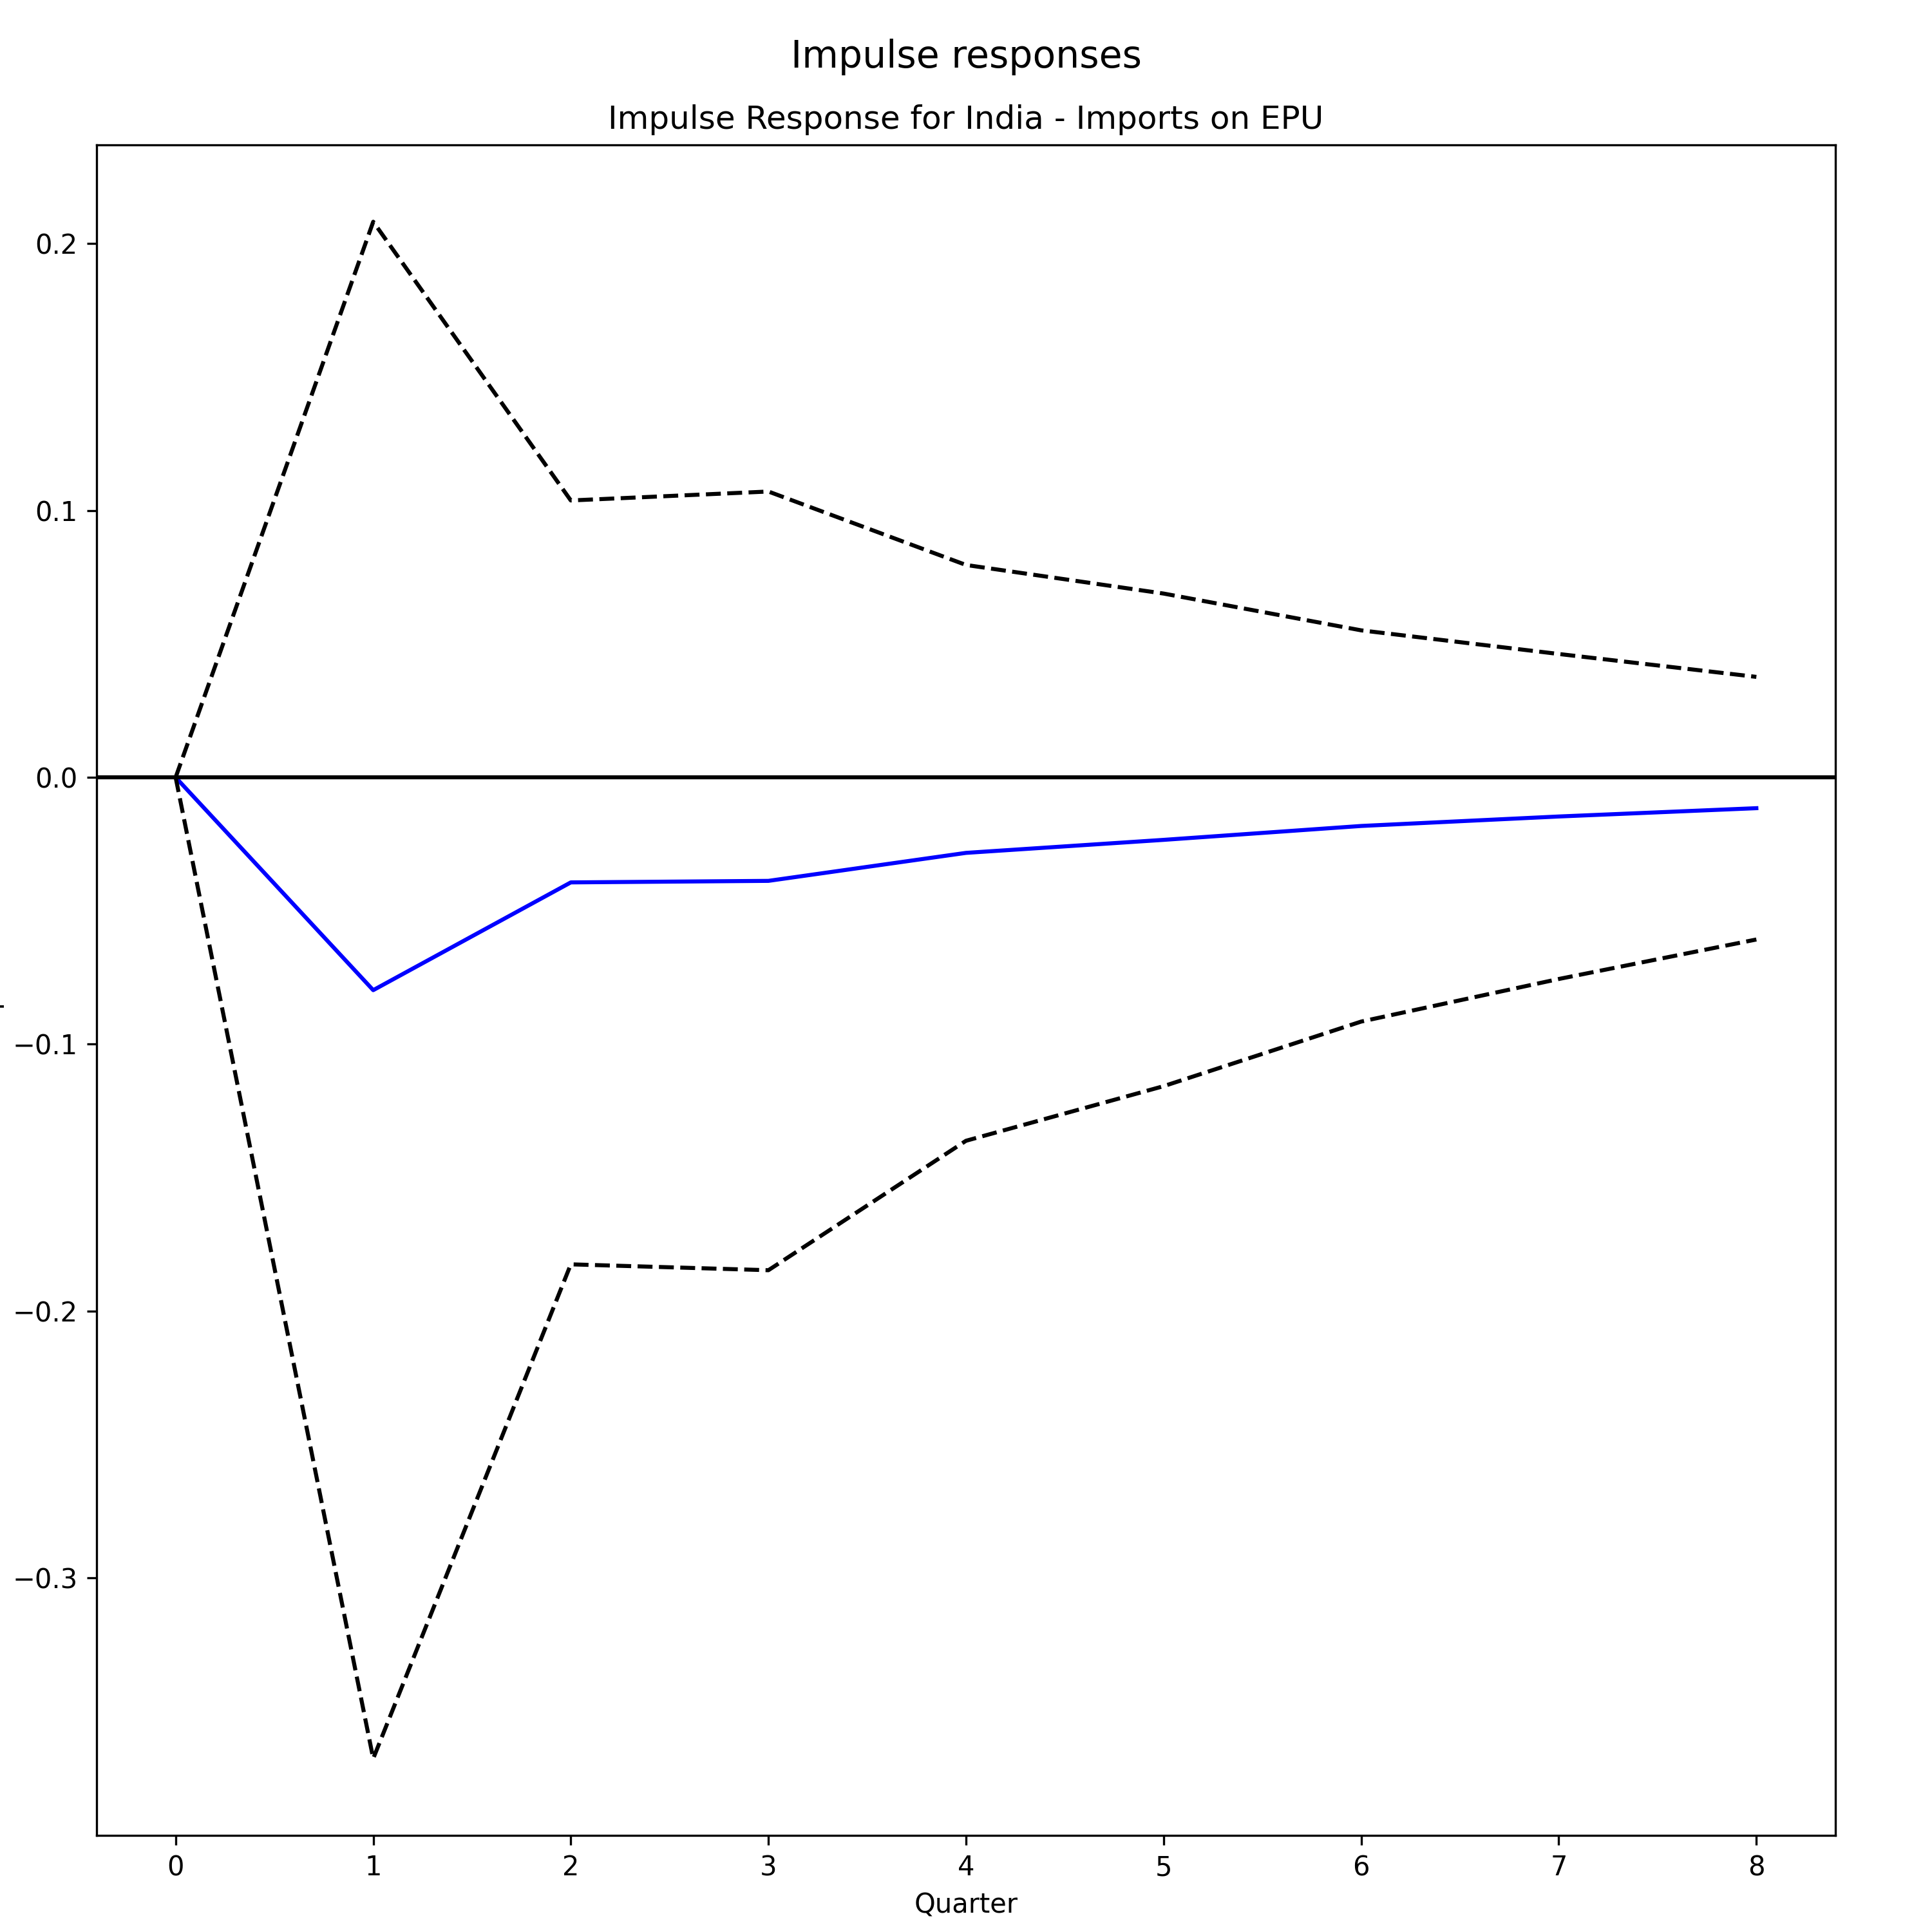 Impulse responses
Impulse Response for India - Imports on EPU
0.2
0.1
0.0
−0.1
−0.2
−0.3
0 1 2 3 4 5 6 7 8
Quarter